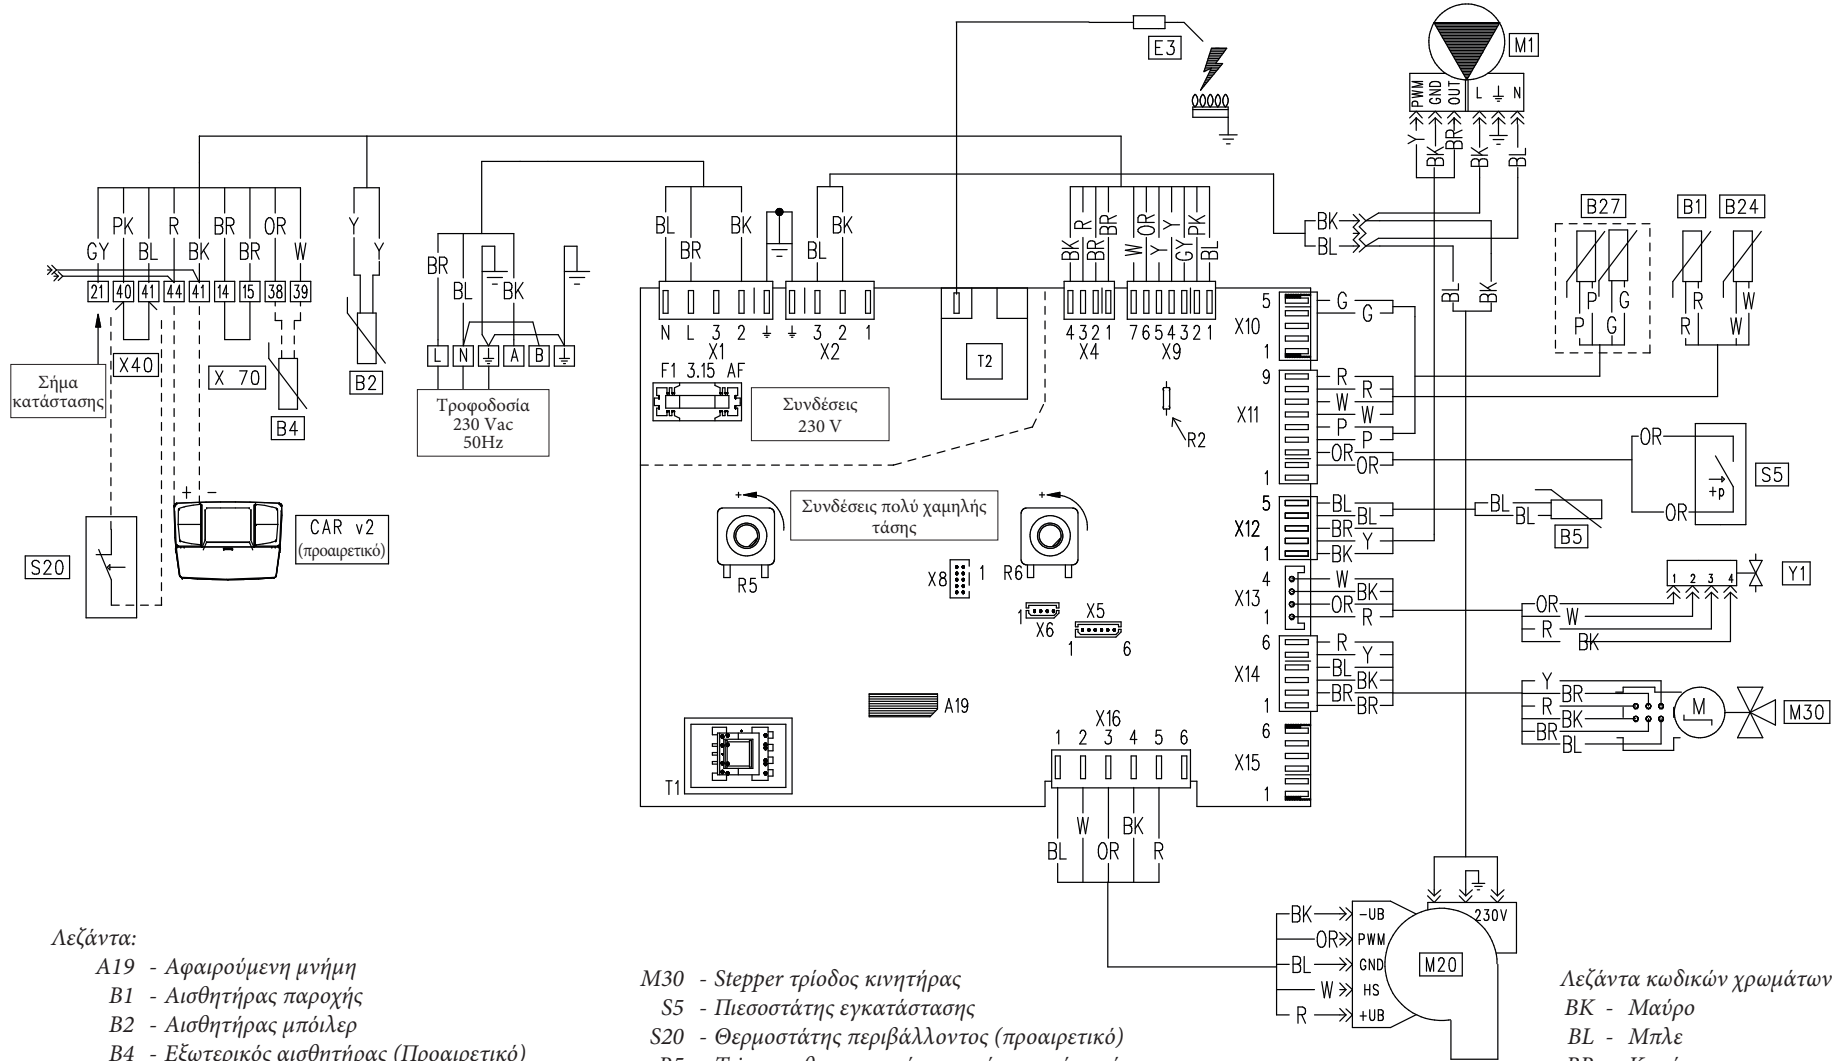 E3
M1
PWM GND OUT L N
Y BK BR BK BL
GY PK BL R BK BR BR OR W
21 40 41 44 41 14 15 38 39
X40
X 70
B4
Σήμα
κατάστασης
Y Y
B2
BR BL BK
L N A B
Τροφοδοσία
230 Vac
50Hz
BL BR BK BL BK
N L 3 2 3 2 1
X1 X2
F1 3.15 AF
Συνδέσεις
230 V
T2
BK R BR BR W OR Y Y GY PK BL
4 3 2 1 7 6 5 4 3 2 1
X4 X9
R2
BK
BL
BL BK
B27 B1 B24
P G R W
P G R W
5 X10 1
G
G
9 X11 1
R
R
W
W
P
P
OR
OR
OR
+p
OR
S5
5 X12 1
BL
BL
BR
Y
BK
BL
BL
B5
4 X13 1
W
BK
OR
R
1 2 3 4
Y1
OR
W
R
BK
6 X14 1
R
Y
BL
BK
BR
BR
Y
BR
R
BK
BR
BL
M
M30
6 X15 1
+ -
CAR v2
(προαιρετικό)
S20
+
R5
Συνδέσεις πολύ χαμηλής
τάσης
+
R6
X8 1
1 X6
X5
1 6
A19
T1
X16
1 2 3 4 5 6
BL W OR BK R
BK -UB
OR PWM
BL GND
W HS
R +UB
230V
M20
Λεζάντα:
A19 - Αφαιρούμενη μνήμη
B1 - Αισθητήρας παροχής
B2 - Αισθητήρας μπόιλερ
B4 - Εξωτερικός αισθητήρας (Προαιρετικό)
M30 - Stepper τρίοδος κινητήρας
S5 - Πιεσοστάτης εγκατάστασης
S20 - Θερμοστάτης περιβάλλοντος (προαιρετικό)
Λεζάντα κωδικών χρωμάτων
BK - Μαύρο
BL - Μπλε